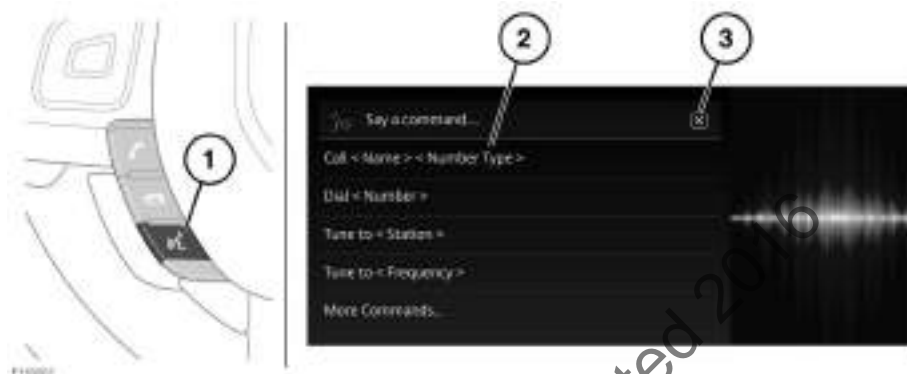 1
2
3
Say a command...
Call < Name > < Number Type >
Dial < Number >
Tune to < Station >
Tune to < Frequency >
More Commands...
ted 2016